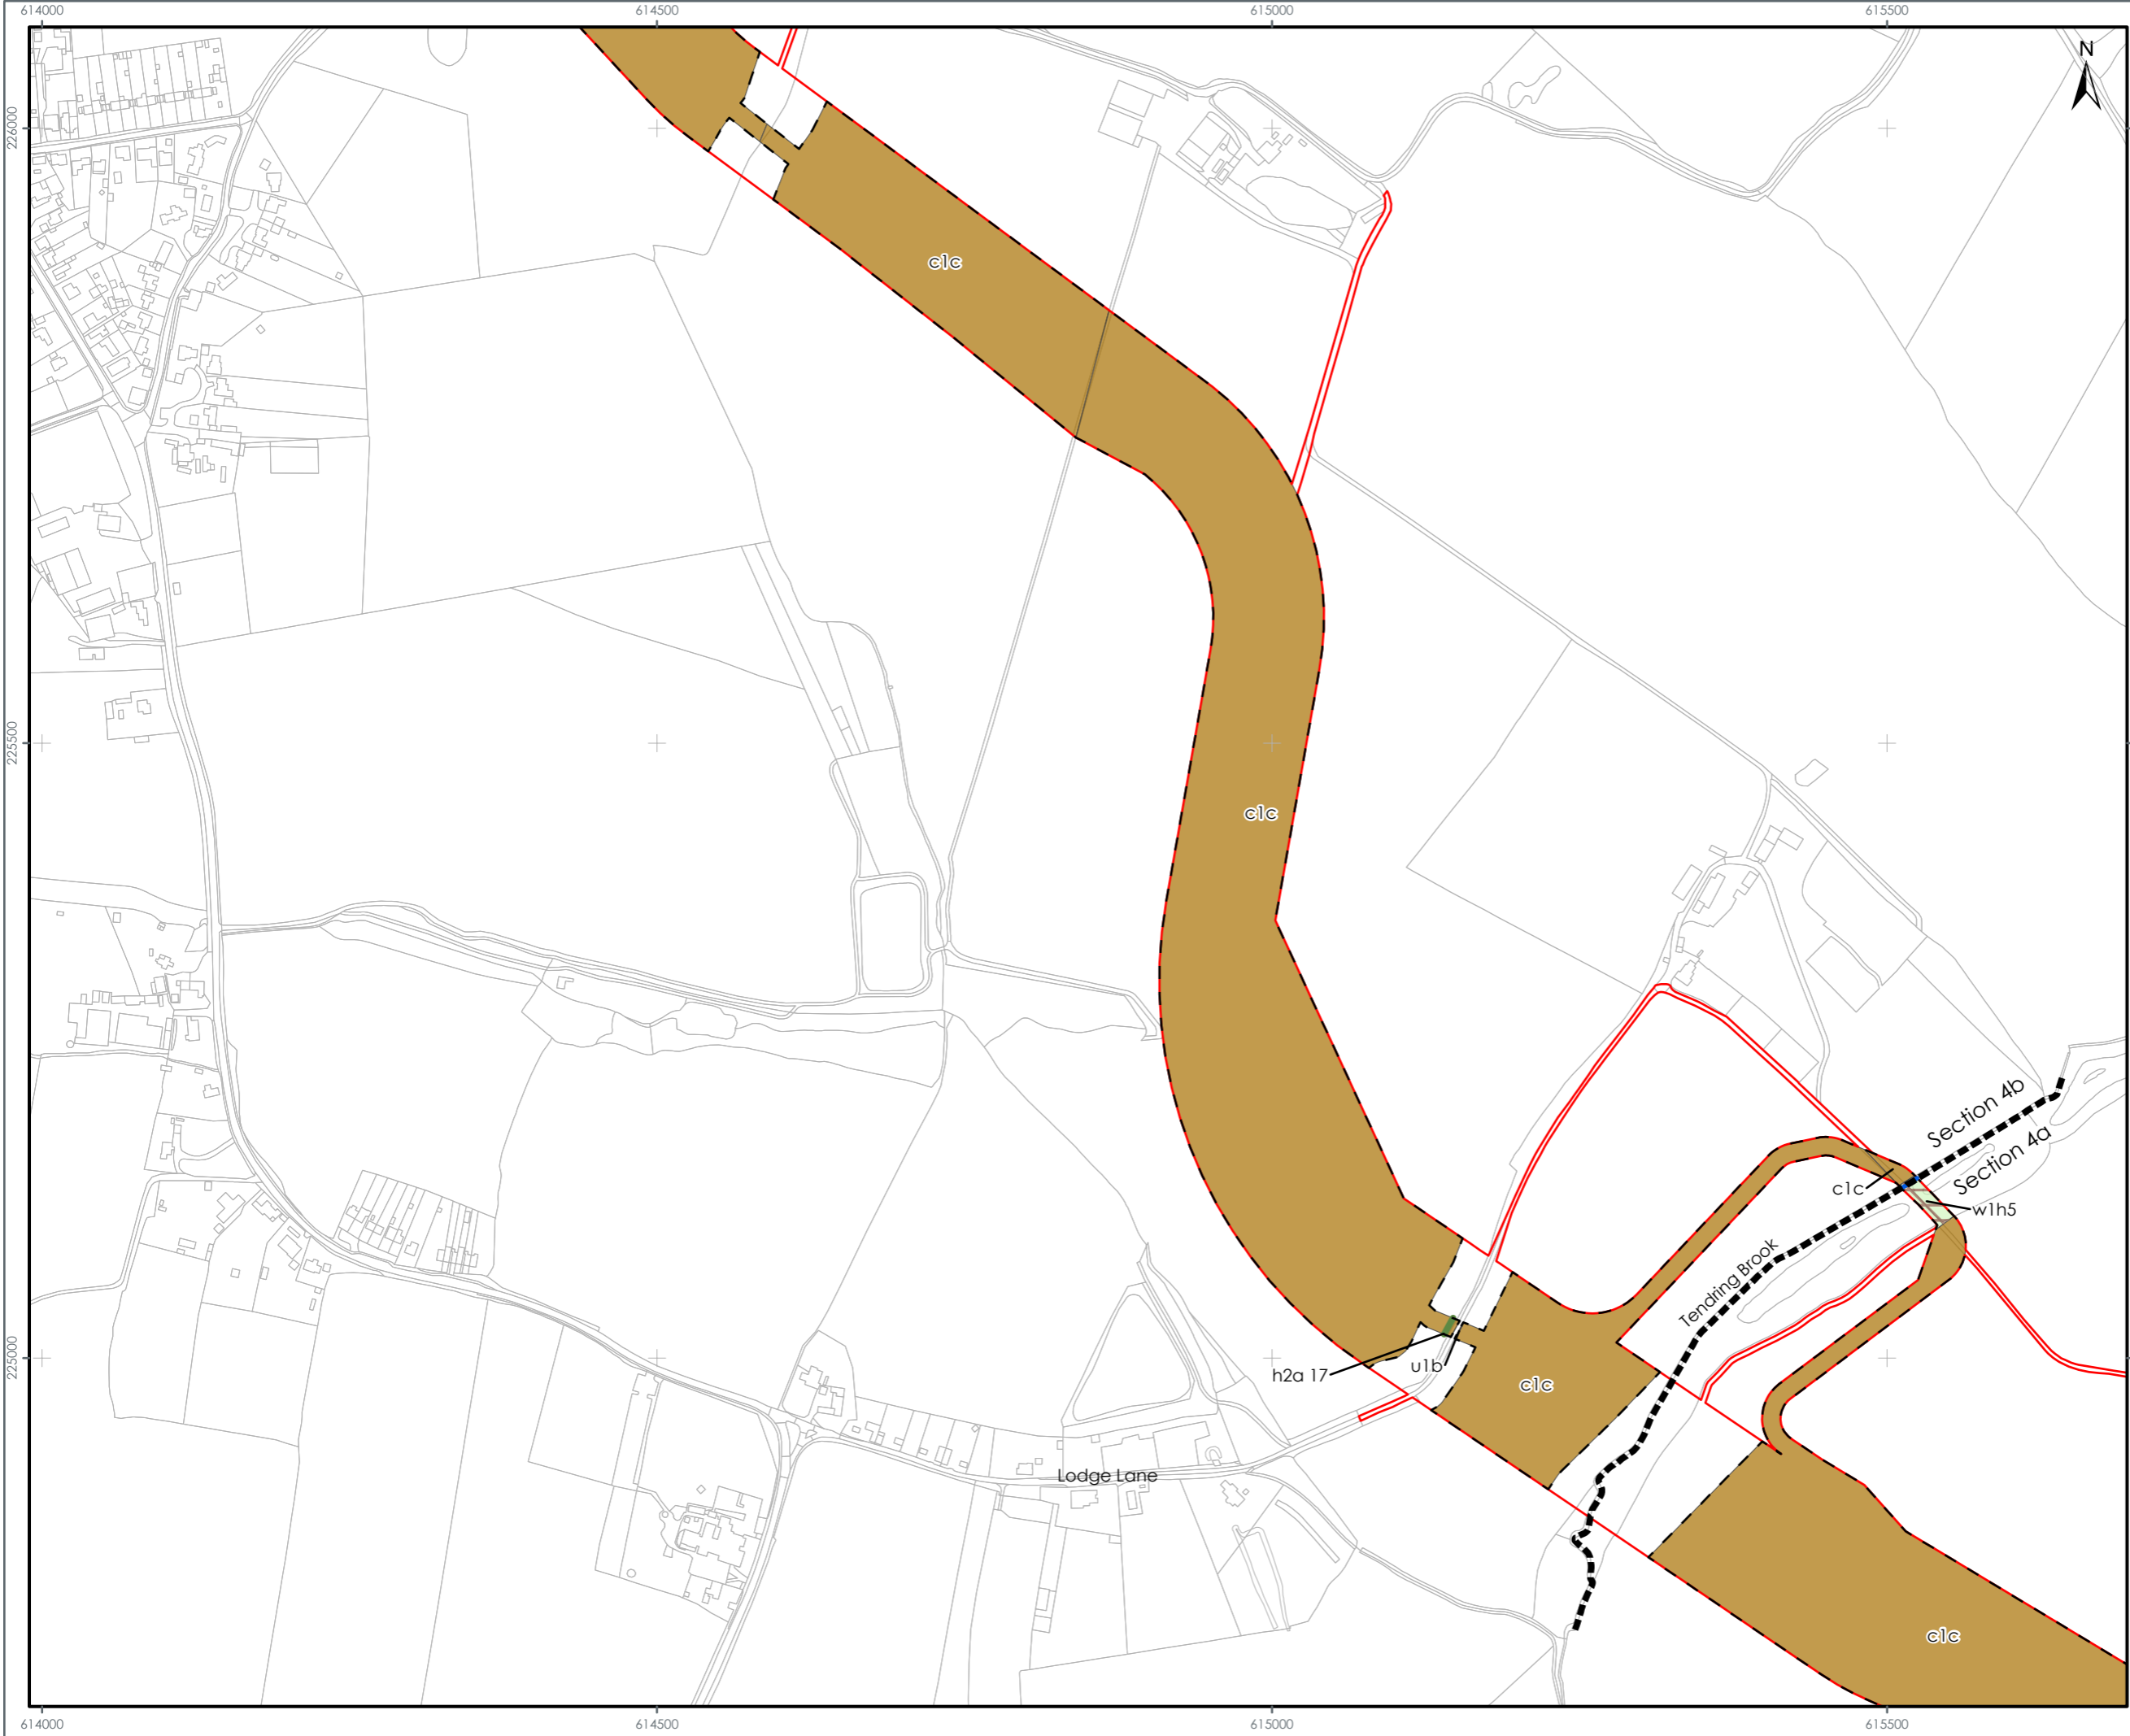 614000
614500
615000
615500
N
226000
c1c
225500
c1c
Section 4b
Section 4a
c1c
w1h5
Tendring Brook
225000
h2a 17
u1b
c1c
Lodge Lane
c1c
614000
614500
615000
615500